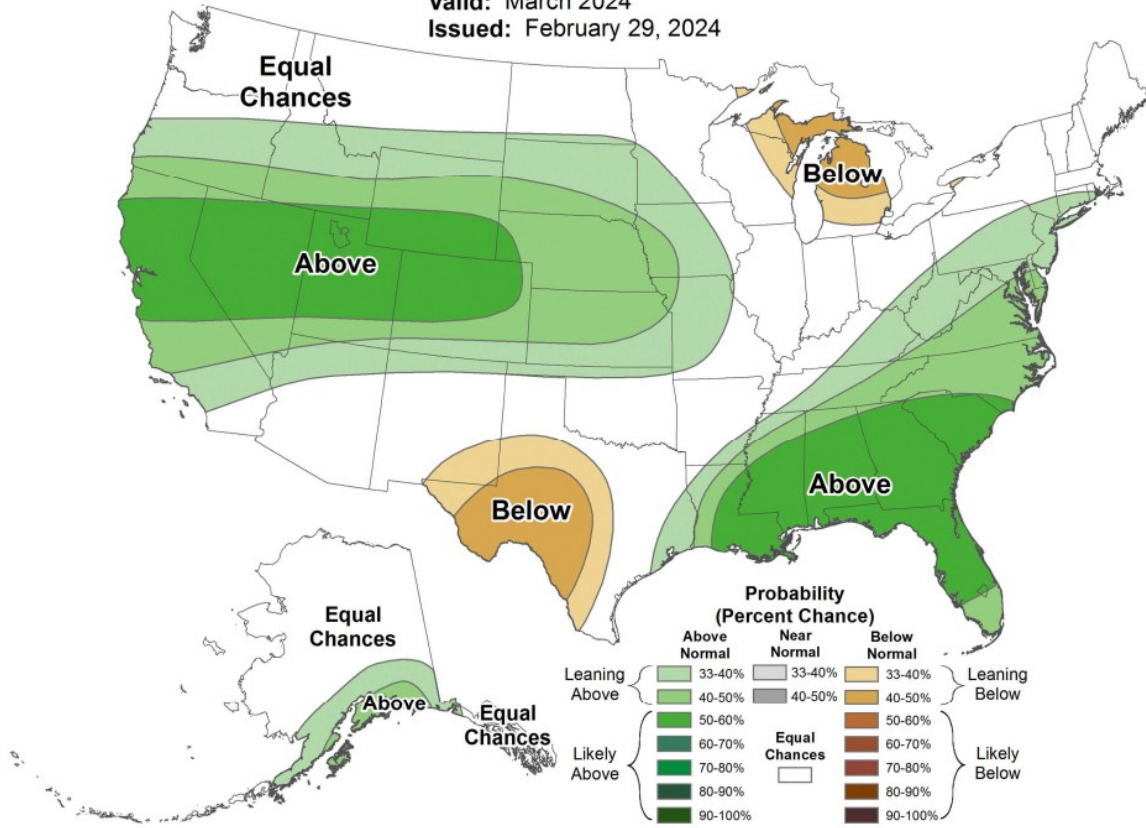 Valid: March 2024
Issued: February 29, 2024
Equal
Chances
Below
Above
Below
Above
Equal
Chances
Above
Equal
Chances
Probability
(Percent Chance)
Above
Normal
Near
Normal
Below
Normal
Leaning
Above
33-40%
33-40%
33-40%
40-50%
40-50%
40-50%
Leaning
Below
Likely
Above
50-60%
60-70%
70-80%
80-90%
90-100%
Equal
Chances
50-60%
60-70%
70-80%
80-90%
90-100%
Likely
Below